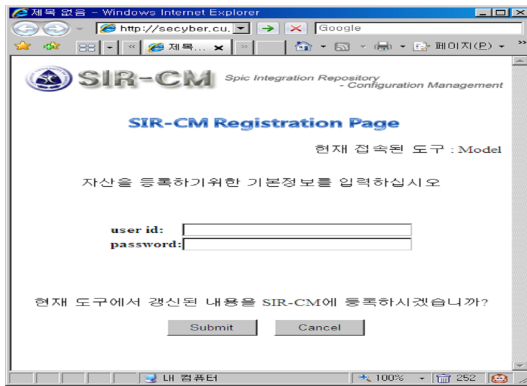 제목 없음 - Windows Internet Explorer
http://secyber.cu.
Google
제목...
페이지(P)
SIR-CM
Spic Integration Repository
- Configuration Management
SIR-CM Registration Page
현재 접속된 도구 : Model
자산을 등록하기위한 기본정보를 입력하십시오
user id:
password:
현재 도구에서 갱신된 내용을 SIR-CM에 등록하시겠습니까?
Submit
Cancel
내 컴퓨터
100%
252